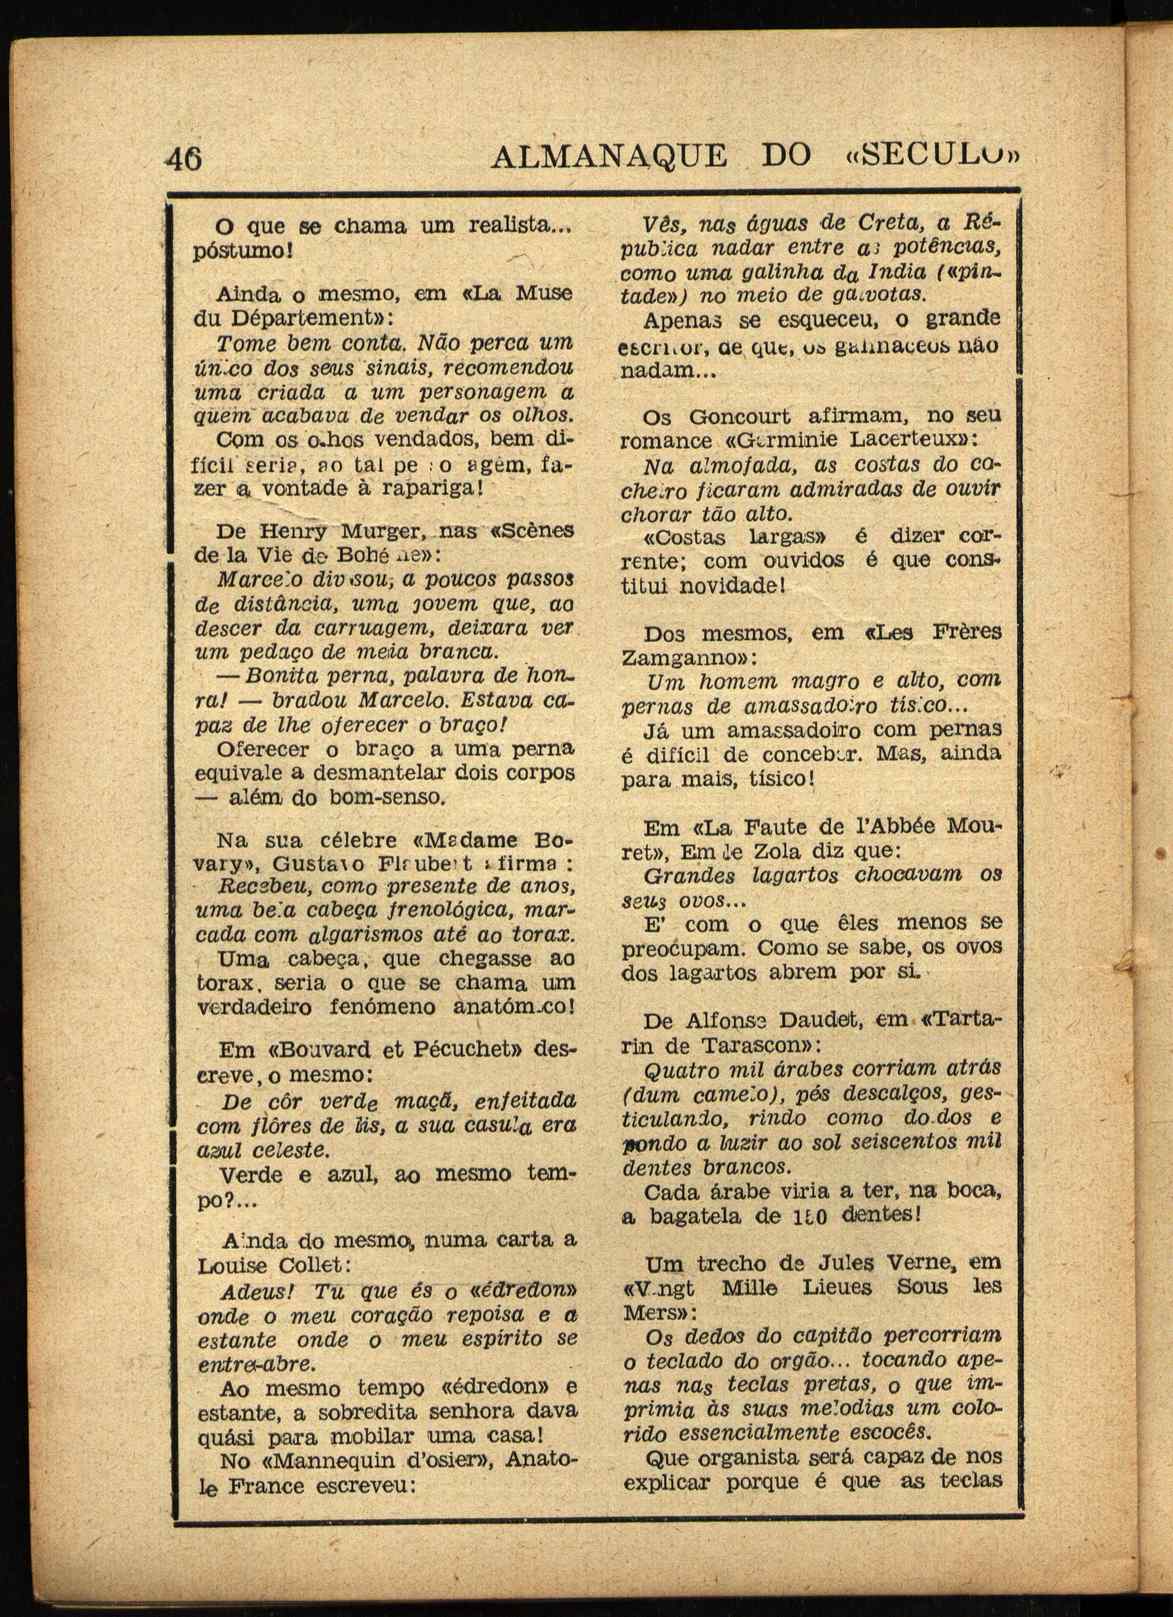 46
ALMANAQUE DO «SECULO»
O que se chama um realista...
póstumo!
Ainda o mesmo, em «La Muse
du Département»:
Tome bem conta. Não perca um
único dos seus sinais, recomendou
uma criada a um personagem a
quem acabava de vendar os olhos.
Com os olhos vendados, bem di-
fícil seria, ao tal personagem, fa-
zer a vontade à rapariga!
De Henry Murger, nas «Scènes
de la Vie de Bohéme»:
Marcelo divisou, a poucos passos
de distância, uma jovem que, ao
descer da carruagem, deixara ver
um pedaço de meia branca.
— Bonita perna, palavra de hon-
ra! — bradou Marcelo. Estava ca-
paz de lhe oferecer o braço!
Oferecer o braço a uma perna
equivale a desmantelar dois corpos
— além do bom-senso.
Na sua célebre «Madame Bo-
vary», Gustavo Flaubert afirma:
Recebeu, como presente de anos,
uma bela cabeça frenológica, mar-
cada com algarismos até ao torax.
Uma cabeça, que chegasse ao
torax, seria o que se chama um
verdadeiro fenómeno anatómico!
Em «Bouvard et Pécuchet» des-
creve, o mesmo:
De côr verde maçã, enfeitada
com flôres de lis, a sua casula era
azul celeste.
Verde e azul, ao mesmo tem-
po?...
Ainda do mesmo, numa carta a
Louise Collet:
Adeus! Tu que és o «édredon»
onde o meu coração repoisa e a
estante onde o meu espirito se
entre-abre.
Ao mesmo tempo «édredon» e
estante, a sobredita senhora dava
quási para mobilar uma casa!
No «Mannequin d'osier», Anato-
le France escreveu:
Vês, nas águas de Creta, a Ré-
publica nadar entre as potências,
como uma galinha da India («pin-
tade») no meio de gaivotas.
Apenas se esqueceu, o grande
escritor, de que, os galinaceos não
nadam...
Os Goncourt afirmam, no seu
romance «Germinie Lacerteux»:
Na almofada, as costas do co-
cheiro ficaram admiradas de ouvir
chorar tão alto.
«Costas largas» é dizer cor-
rente; com ouvidos é que cons-
titui novidade!
Dos mesmos, em «Les Frères
Zamganno»:
Um homem magro e alto, com
pernas de amassadoiro tisico...
Já um amassadoiro com pernas
é difícil de conceber. Mas, ainda
para mais, tísico!
Em «La Faute de l'Abbée Mou-
ret», Emile Zola diz que:
Grandes lagartos chocavam os
seus ovos...
E' com o que êles menos se
preocupam. Como se sabe, os ovos
dos lagartos abrem por si.
De Alfonse Daudet, em «Tarta-
rin de Tarascon»:
Quatro mil árabes corriam atrás
(dum camelo), pés descalços, ges-
ticulando, rindo como doidos e
pondo a luzir ao sol seiscentos mil
dentes brancos.
Cada árabe viria a ter, na boca,
a bagatela de 150 dentes!
Um trecho de Jules Verne, em
«Vingt Mille Lieues Sous les
Mers»:
Os dedos do capitão percorriam
o teclado do orgão... tocando ape-
nas nas teclas pretas, o que im-
primia às suas melodias um colo-
rido essencialmente escocês.
Que organista será capaz de nos
explicar porque é que as teclas